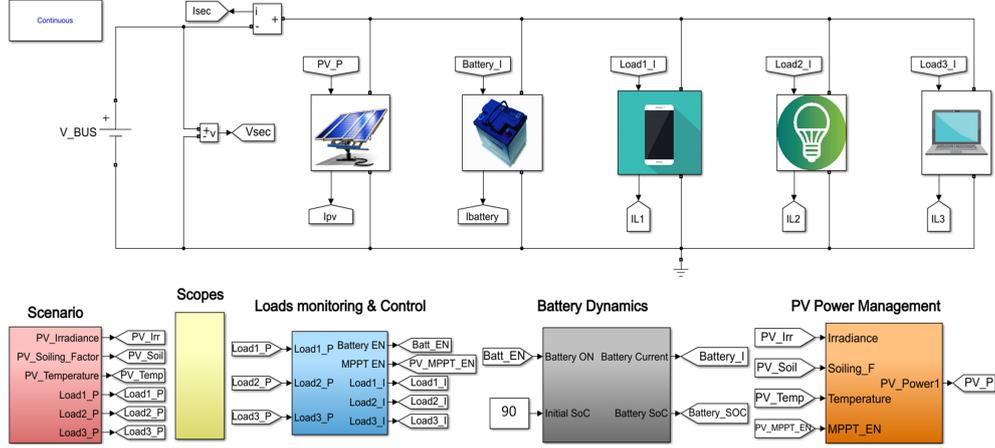 Continuous
Isec
i
+
-
PV_P
Battery_I
Load1_I
Load2_I
Load3_I
+
V_BUS
+
-
v
Vsec
Ipv
Ibattery
IL1
IL2
IL3
Scenario
Scopes
Loads monitoring & Control
Battery Dynamics
PV Power Management
PV_Irradiance
PV_Irr
PV_Soiling_Factor
PV_Soil
PV_Temperature
PV_Temp
Load1_P
Load1_P
Load2_P
Load2_P
Load3_P
Load3_P
Load1_P
Load1_P
Load2_P
Load2_P
Load3_P
Load3_P
Battery EN
Batt_EN
MPPT EN
PV_MPPT_EN
Load1_I
Load1_I
Load2_I
Load2_I
Load3_I
Load3_I
Batt_EN
Battery ON
Battery Current
Battery_I
90
Initial SoC
Battery SoC
Battery_SOC
PV_Irr
Irradiance
PV_Soil
Soiling_F
PV_Power1
PV_P
PV_Temp
Temperature
PV_MPPT_EN
MPPT_EN